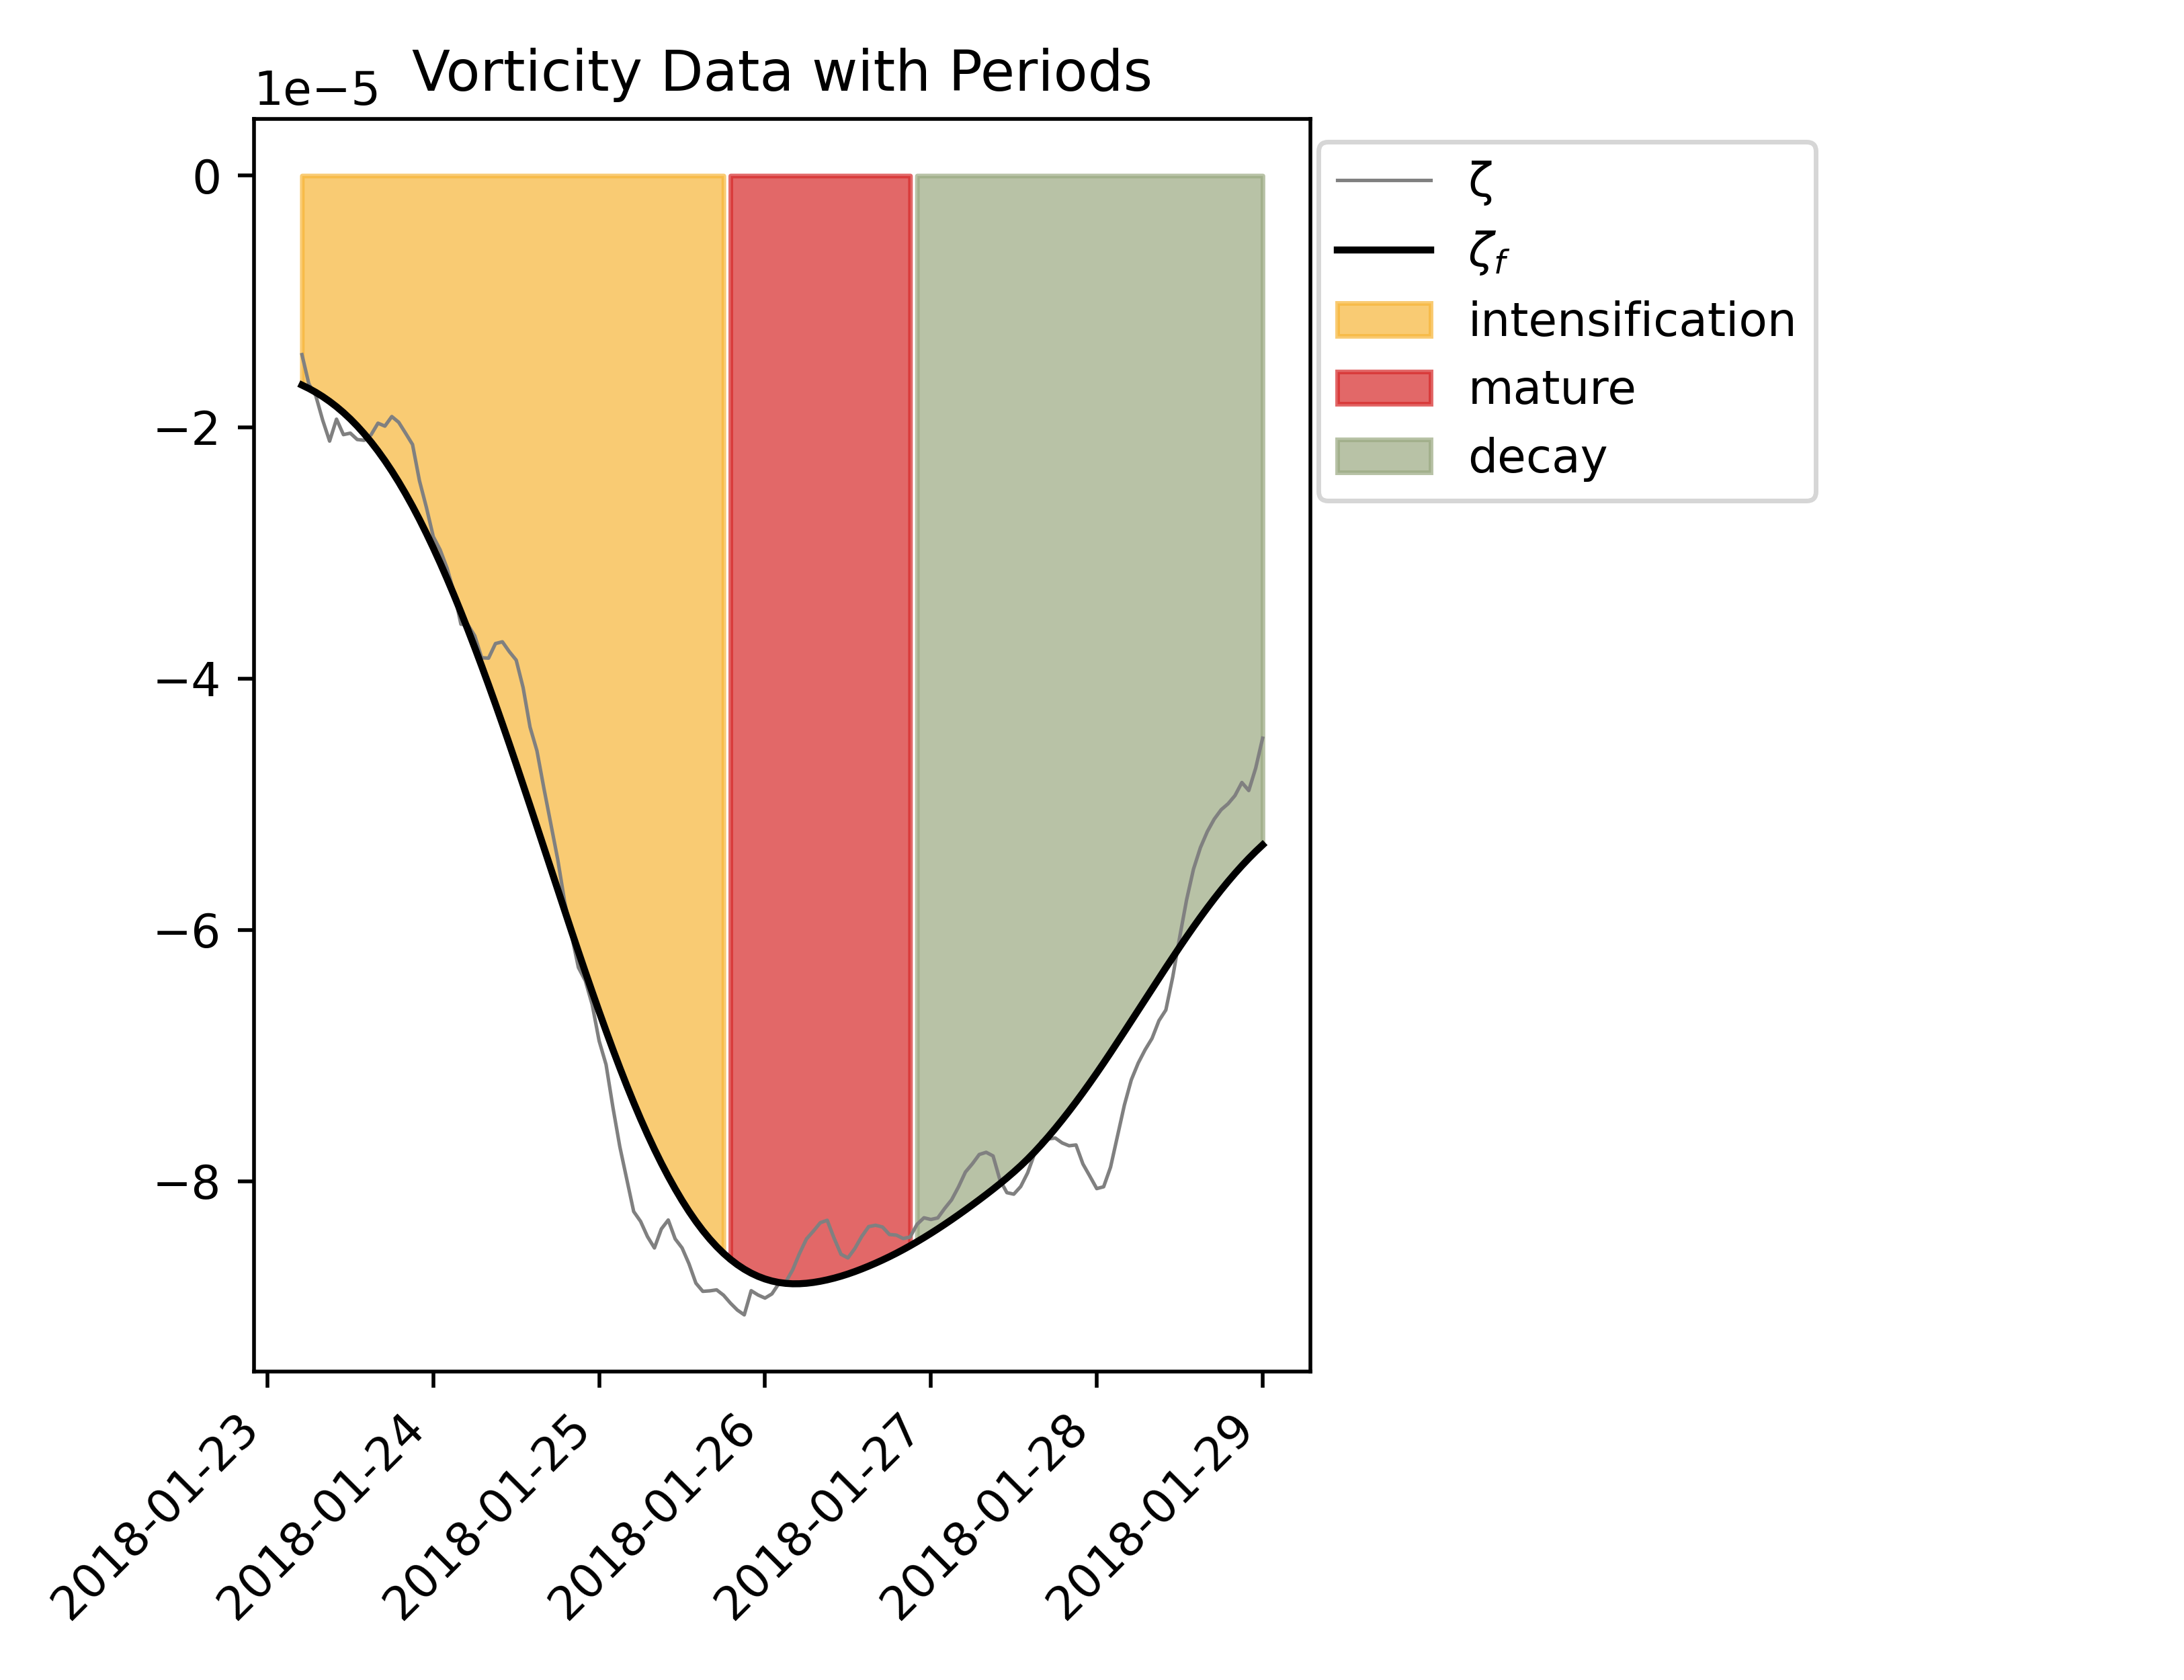 Vorticity Data with Periods
1e−5
0
−2
−4
−6
−8
2018-01-23
2018-01-24
2018-01-25
2018-01-26
2018-01-27
2018-01-28
2018-01-29
ζ
ζf
intensification
mature
decay